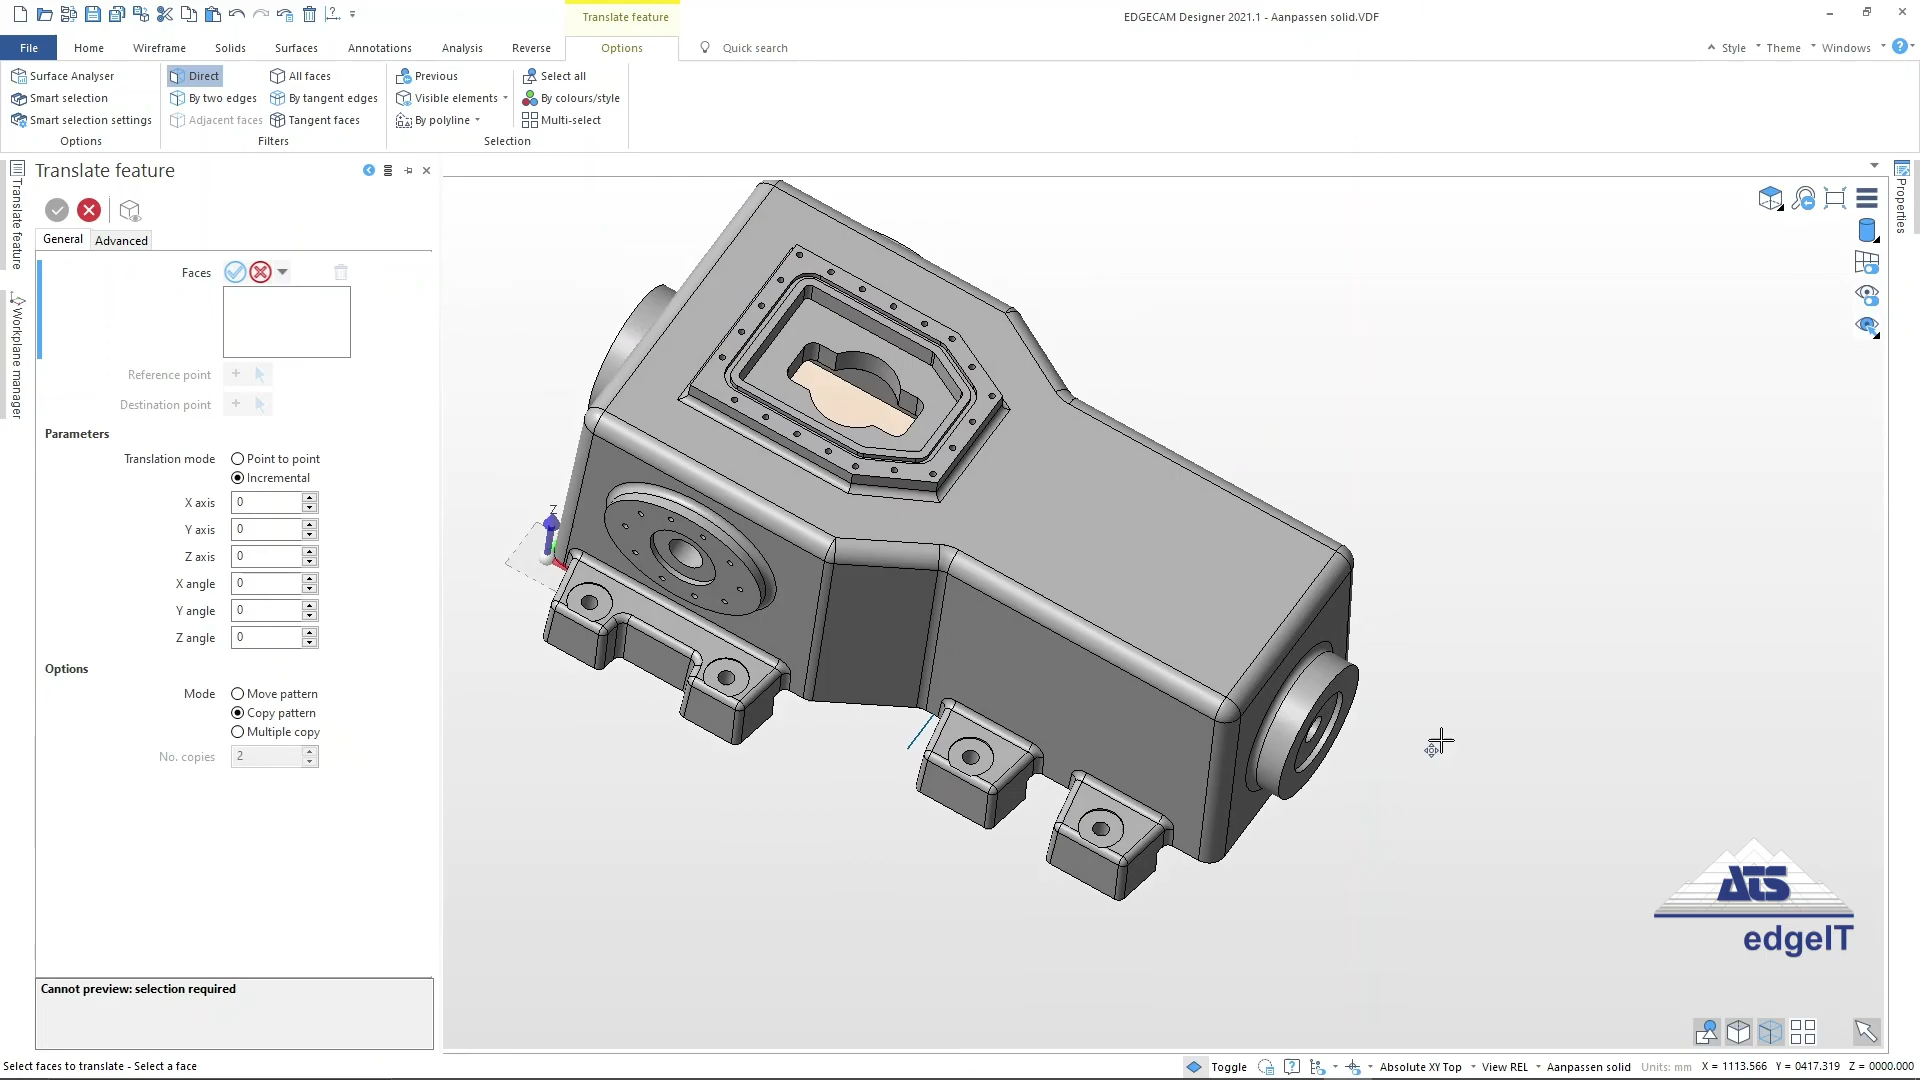 Translate feature
EDGECAM Designer 2021.1 - Aanpassen solid.VDF
File
Home
Wireframe
Solids
Surfaces
Annotations
Analysis
Reverse
Options
Quick search
Style
Theme
Windows
Surface Analyser
Direct
All faces
Previous
Select all
Smart selection
By two edges
By tangent edges
Visible elements
By colours/style
Smart selection settings
Adjacent faces
Tangent faces
By polyline
Multi-select
Options
Filters
Selection
Translate feature
Translate feature
Workplane manager
Properties
General
Advanced
Faces
Reference point
Destination point
Parameters
Translation mode
Point to point
Incremental
X axis
0
Y axis
0
Z axis
0
X angle
0
Y angle
0
Z angle
0
Options
Mode
Move pattern
Copy pattern
Multiple copy
No. copies
2
Z
ATS
edgeIT
Cannot preview: selection required
Select faces to translate - Select a face
Toggle
Absolute XY Top
View REL
Aanpassen solid
Units: mm
X = 1113.566
Y = 0417.319
Z = 0000.000